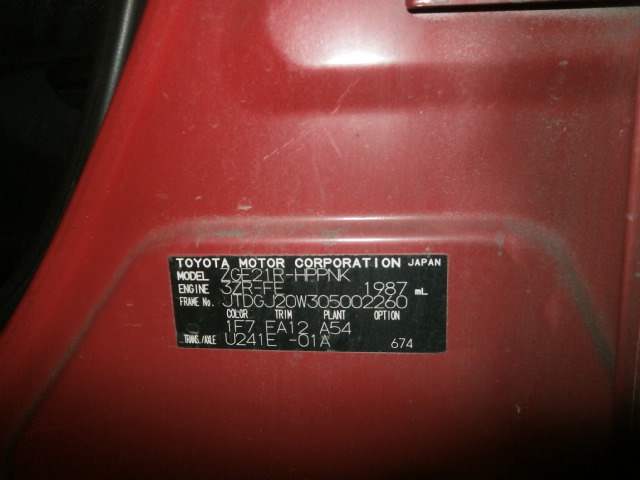 TOYOTA MOTOR CORPORATION JAPAN
MODEL ZGE21R-HPPNK
ENGINE 3ZR-FE 1987 mL
FRAME NO. JTDGJ20W305002260
COLOR TRIM PLANT OPTION
1F7 EA12 A54
TRANS./AXLE U241E -01A 674